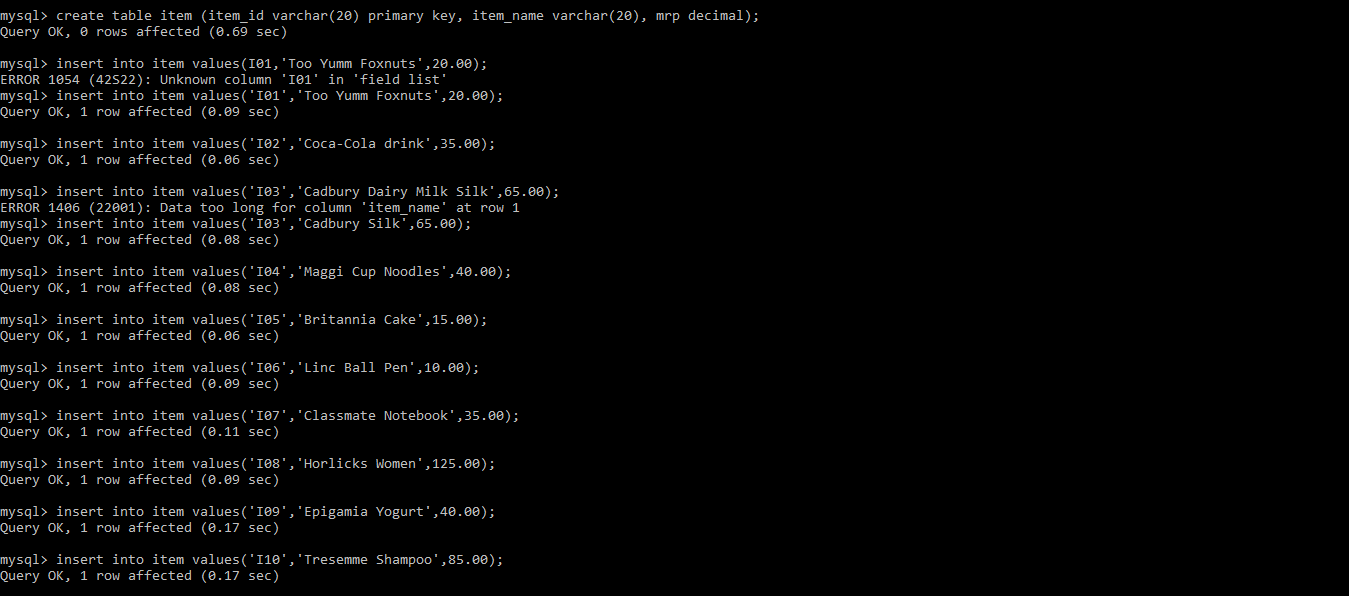 mysql> create table item (item_id varchar(20) primary key, item_name varchar(20), mrp decimal);
Query OK, 0 rows affected (0.69 sec)
mysql> insert into item values(I01,'Too Yumm Foxnuts',20.00);
ERROR 1054 (42S22): Unknown column 'I01' in 'field list'
mysql> insert into item values('I01','Too Yumm Foxnuts',20.00);
Query OK, 1 row affected (0.09 sec)
mysql> insert into item values('I02','Coca-Cola drink',35.00);
Query OK, 1 row affected (0.06 sec)
mysql> insert into item values('I03','Cadbury Dairy Milk Silk',65.00);
ERROR 1406 (22001): Data too long for column 'item_name' at row 1
mysql> insert into item values('I03','Cadbury Silk',65.00);
Query OK, 1 row affected (0.08 sec)
mysql> insert into item values('I04','Maggi Cup Noodles',40.00);
Query OK, 1 row affected (0.08 sec)
mysql> insert into item values('I05','Britannia Cake',15.00);
Query OK, 1 row affected (0.06 sec)
mysql> insert into item values('I06','Linc Ball Pen',10.00);
Query OK, 1 row affected (0.09 sec)
mysql> insert into item values('I07','Classmate Notebook',35.00);
Query OK, 1 row affected (0.11 sec)
mysql> insert into item values('I08','Horlicks Women',125.00);
Query OK, 1 row affected (0.09 sec)
mysql> insert into item values('I09','Epigamia Yogurt',40.00);
Query OK, 1 row affected (0.17 sec)
mysql> insert into item values('I10','Tresemme Shampoo',85.00);
Query OK, 1 row affected (0.17 sec)